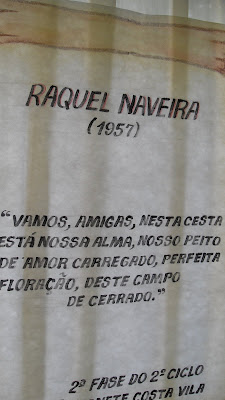 RAQUEL NAVEIRA
(1957)
"VAMOS, AMIGAS, NESTA CESTA
ESTÁ NOSSA ALMA, NOSSO PEITO
DE AMOR CARREGADO, PERFEITA
FLORAÇÃO, DESTE CAMPO
DE CERRADO."
2ª FASE DO 2º CICLO
COSTA VILA